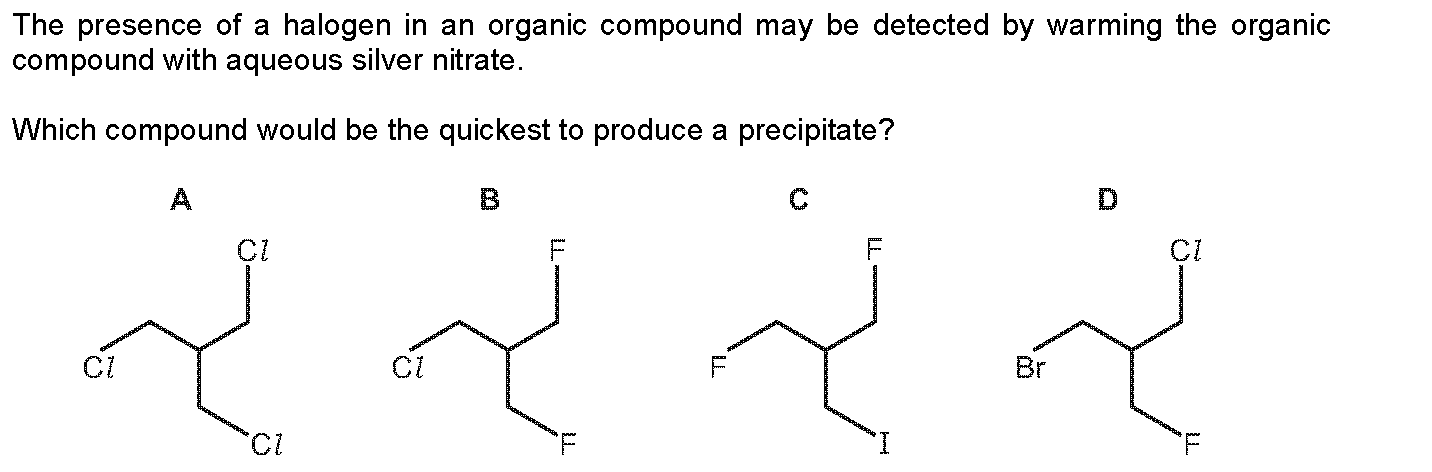 The presence of a halogen in an organic compound may be detected by warming the organic
compound with aqueous silver nitrate.
Which compound would be the quickest to produce a precipitate?
A B C D
Cl F F Cl
Cl Cl F Br
Cl F I F